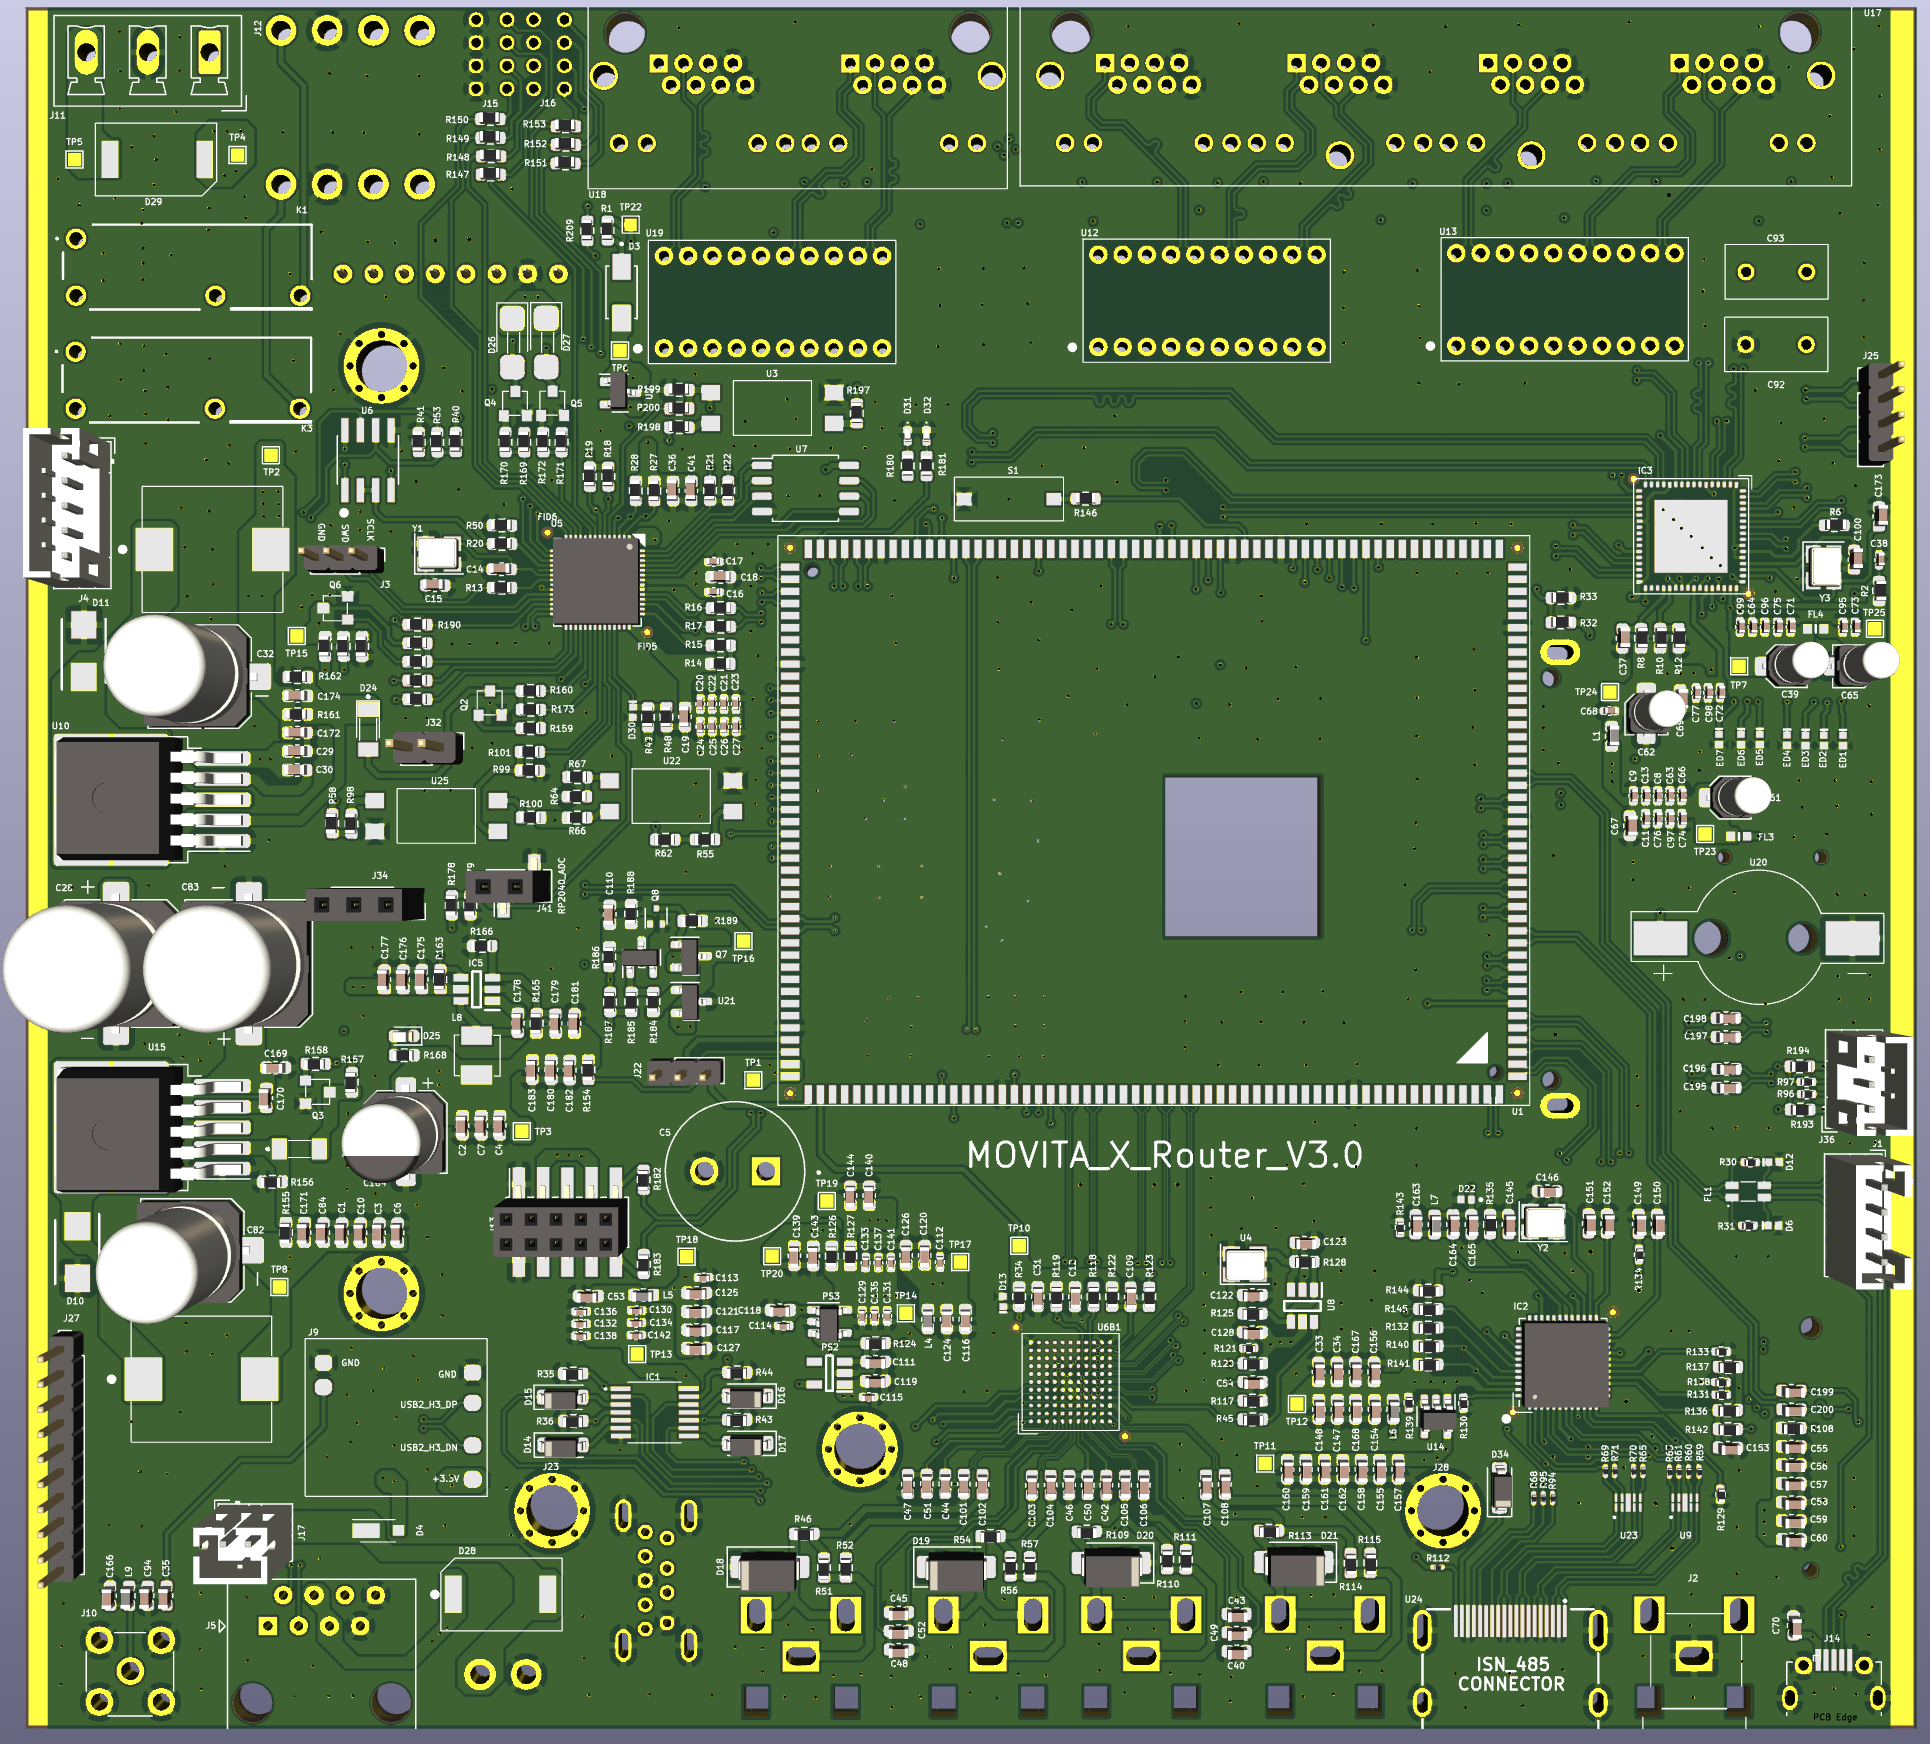 J12
U17
J11
J15
J16
R150
R149
R148
R147
R153
R152
R151
TP5
TP4
D29
K1
U18
R209
R1
TP22
D3
U19
U12
U13
C93
C92
J25
D26
D27
K3
U6
R41
R53
R40
Q4
Q5
R199
R198
U3
R197
D31
D32
TP2
R170
R169
R172
R171
R19
R18
R28
R27
C36
C41
R21
R22
U7
R180
R181
S1
R146
IC3
C173
R6
C100
C38
Y3
TP25
GND
SWD
SCLK
Y1
FID6
U5
R50
R20
C14
R13
C15
Q6
J3
J4
D11
C17
C18
C16
R16
R17
R15
R14
FID5
R33
R32
C99
C64
C96
C75
C71
FL4
C95
C73
C37
R8
R10
R12
TP7
C39
C65
TP15
R190
C32
R162
C174
R161
C172
C29
C30
D24
J32
Q2
R160
R173
R159
R101
R99
U10
C20
C22
C21
C23
D30
R48
C19
C24
C25
C26
C27
TP24
C68
L1
C62
C77
C98
C72
ED7
ED6
ED5
ED4
ED3
ED2
ED1
U25
R67
R64
R66
R100
U22
R62
R55
R98
C9
C13
C8
C63
C66
C67
C11
C76
C97
C74
TP23
FL3
U20
C83
J34
R178
J41
RP2040_ADC
C110
R188
Q8
R189
TP16
R186
Q7
U21
R187
R185
R184
R166
IC5
C177
C176
C175
R163
C178
R165
C179
C181
L8
D25
R168
U15
C169
R158
R157
C170
Q3
C183
C180
C182
R154
J22
TP1
C198
C197
C196
C195
R194
R97
R96
R193
J36
U1
C2
C7
C4
TP3
C5
MOVITA_X_Router_V3.0
R156
R155
C171
C84
C1
C10
C3
C6
C82
TP8
D10
J27
R182
R183
TP18
TP19
C144
C140
TP20
C139
C143
R126
R127
C133
C137
C141
C126
C120
C112
TP17
TP10
R30
D12
FL1
R31
D6
R143
C163
L7
D22
R135
C145
C146
C164
C165
Y2
C151
C152
C149
C150
R134
U4
C123
R128
U8
D13
R34
C31
R119
C12
R118
R122
C109
R123
C122
R125
C128
R121
C54
R117
R45
C113
C53
L5
C125
C136
C130
C121
C132
C134
C117
C138
C142
C127
TP13
C118
C114
PS3
PS2
C129
C135
C131
TP14
R124
C111
C119
C115
L4
C124
C116
U6B1
C33
C34
C167
C156
R144
R145
R132
R140
R141
IC2
R133
R137
R138
R131
R136
R142
C153
C199
C200
R108
C55
C56
C57
C53
C59
C60
J9
GND
GND
USB2_H3_DP
USB2_H3_DN
R35
D15
R36
D14
IC1
R44
D16
R43
D17
TP12
C148
C147
C168
C154
L6
R139
U14
R130
TP11
C160
C159
C161
C162
C158
C155
C157
J23
J28
D34
R68
R95
R94
R69
R71
R70
R65
R61
R60
R59
U23
U9
R129
C47
C51
C44
C101
C102
C103
C104
C46
C50
C42
C105
C106
C107
C108
J17
D4
D28
R46
R52
R51
D18
D19
R54
R57
R56
R109
D20
R111
R110
R113
D21
R115
R114
R112
C166
L9
C94
C35
J10
J5
C45
C52
C48
C43
C49
C40
U24
J2
C70
J14
ISN_485
CONNECTOR
PCB Edge